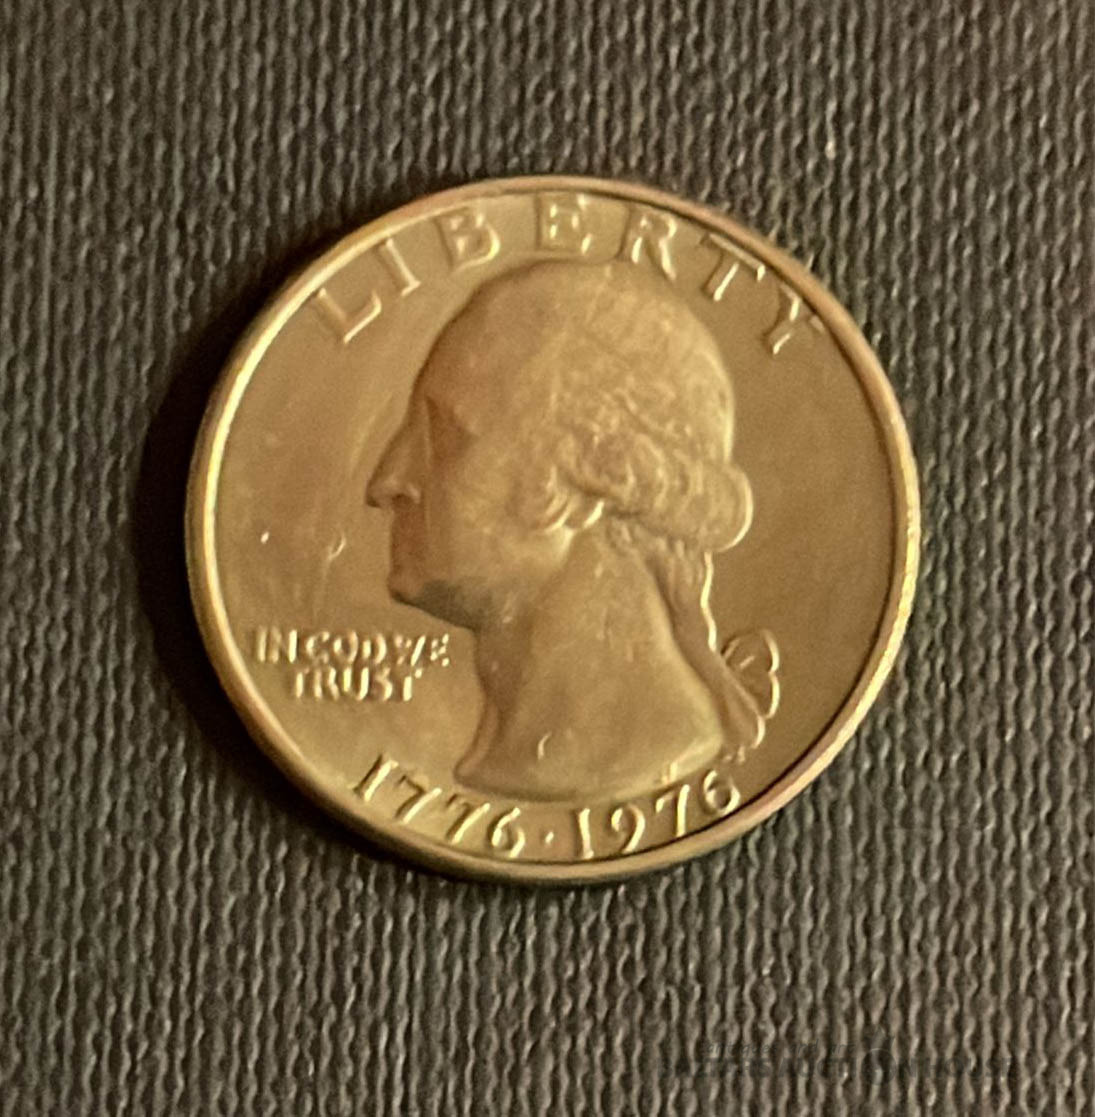 LIBERTY
IN GOD WE
TRUST
1776·1976